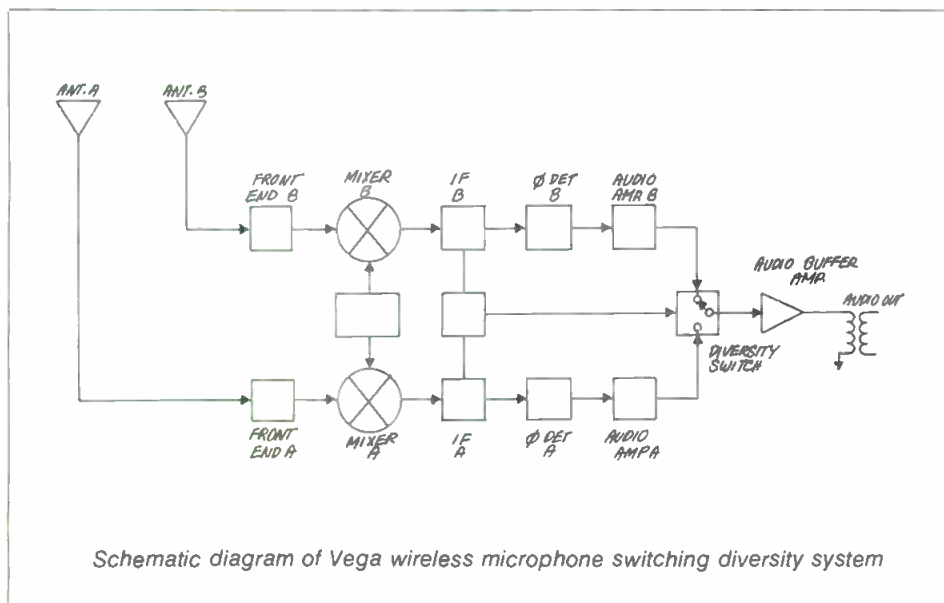 ANT. A
ANT. B
FRONT
END B
MIXER
B
IF
B
Ø DET
B
AUDIO
AMP. B
AUDIO BUFFER
AMP.
AUDIO OUT
DIVERSITY
SWITCH
FRONT
END A
MIXER
A
IF
A
Ø DET
A
AUDIO
AMP A
Schematic diagram of Vega wireless microphone switching diversity system